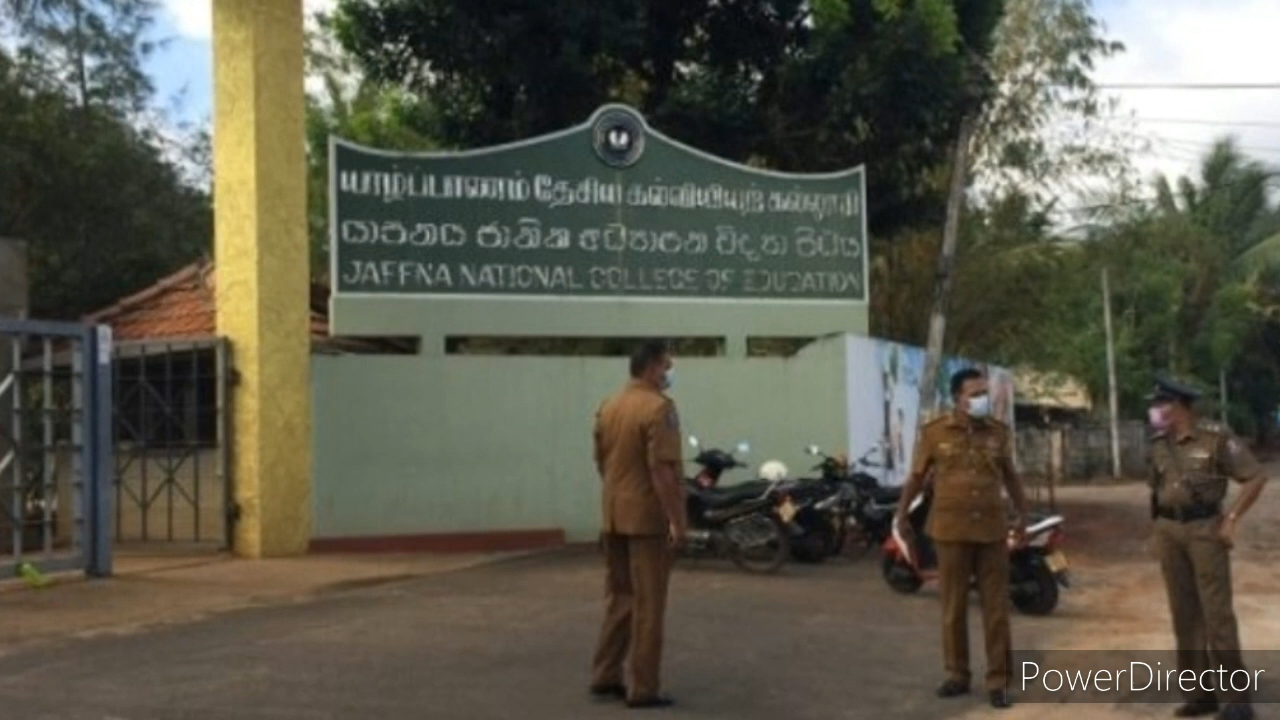 யாழ்ப்பாணம் தேசிய கல்வியியற் கல்லூரி
යාපනය ජාතික අධ්‍යාපන විද්‍යා පීඨය
JAFFNA NATIONAL COLLEGE OF EDUCATION
PowerDirector